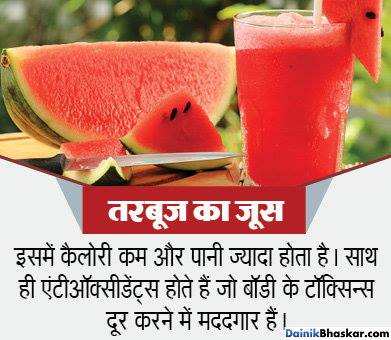 तरबूज का जूस
इसमें कैलोरी कम और पानी ज्यादा होता है। साथ
ही एंटीऑक्सीडेंट्स होते हैं जो बॉडी के टॉक्सिन्स
दूर करने में मददगार हैं।
DainikBhaskar.com